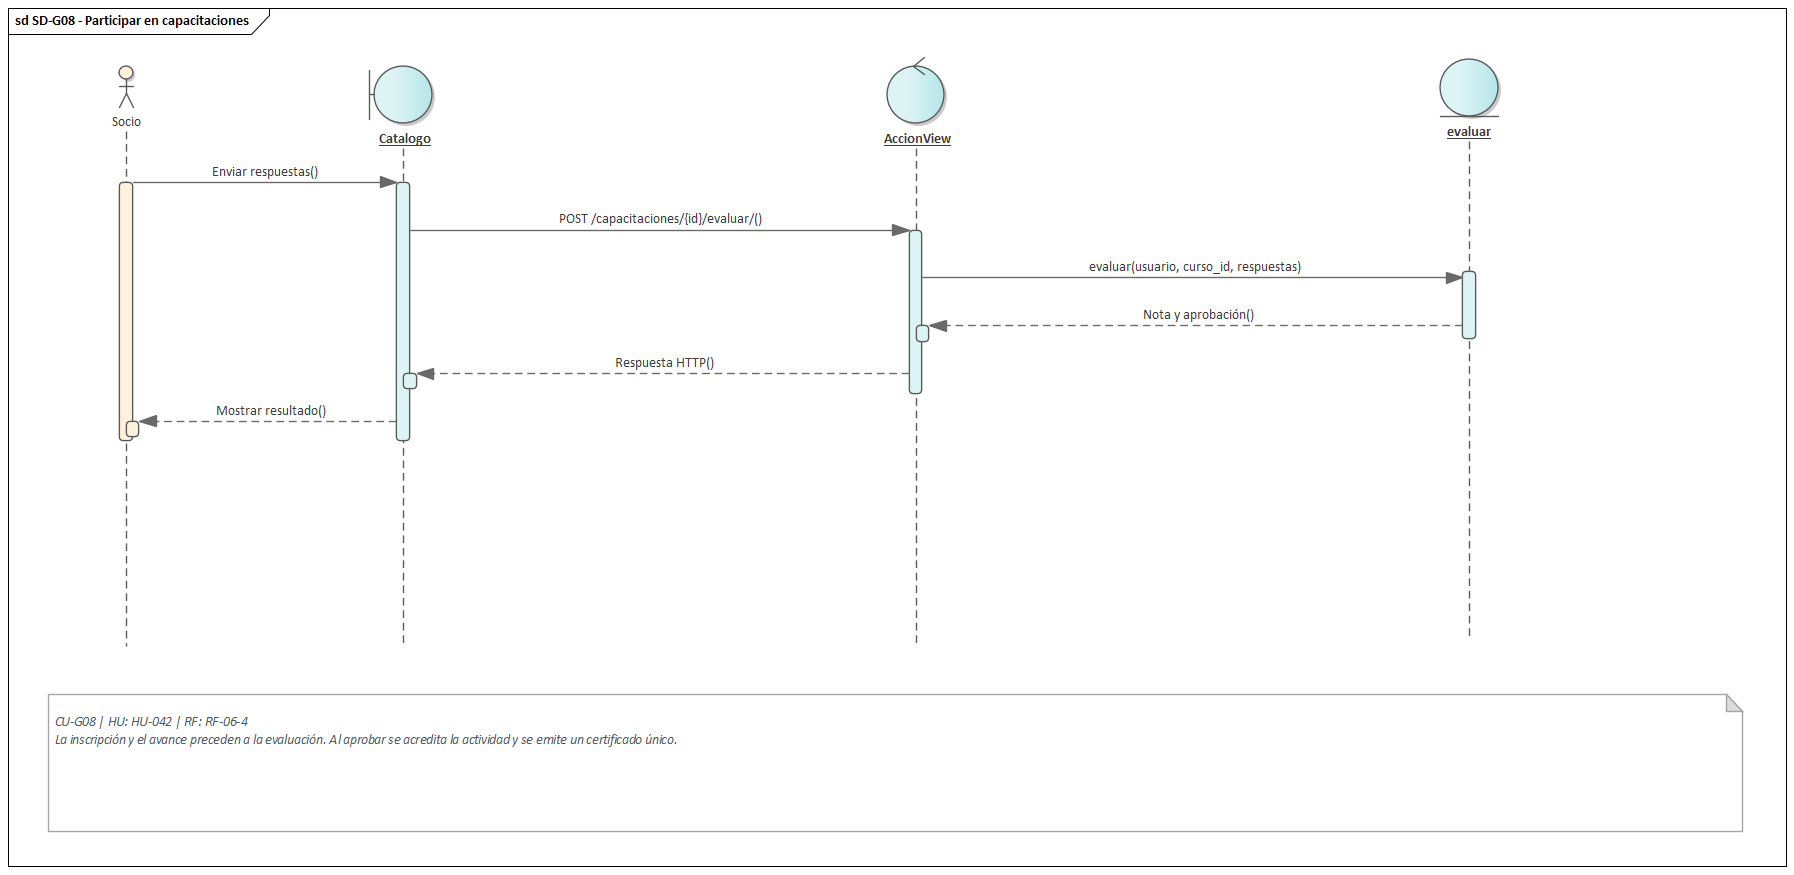 sd SD-G08 - Participar en capacitaciones
Socio
Catalogo
AccionView
evaluar
Enviar respuestas()
POST /capacitaciones/{id}/evaluar/()
evaluar(usuario, curso_id, respuestas)
Nota y aprobación()
Respuesta HTTP()
Mostrar resultado()
CU-G08 | HU: HU-042 | RF: RF-06-4
La inscripción y el avance preceden a la evaluación. Al aprobar se acredita la actividad y se emite un certificado único.